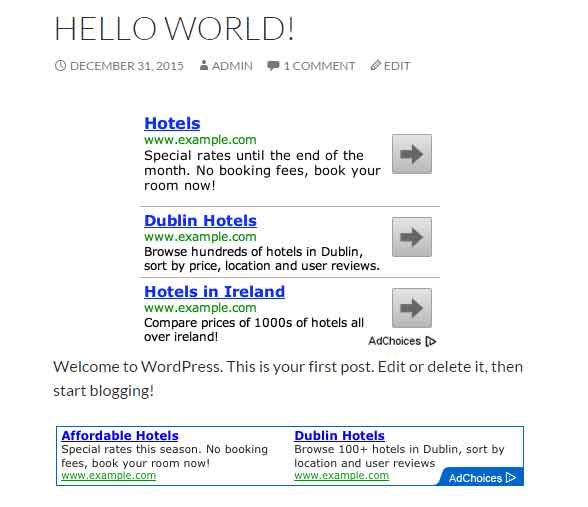 HELLO WORLD!
DECEMBER 31, 2015 ADMIN 1 COMMENT EDIT
Hotels
www.example.com
Special rates until the end of the
month. No booking fees, book your
room now!
Dublin Hotels
www.example.com
Browse hundreds of hotels in Dublin,
sort by price, location and user reviews.
Hotels in Ireland
www.example.com
Compare prices of 1000s of hotels all
over ireland!
AdChoices
Welcome to WordPress. This is your first post. Edit or delete it, then
start blogging!
Affordable Hotels
Special rates this season. No booking
fees, book your room now!
www.example.com
Dublin Hotels
Browse 100+ hotels in Dublin, sort by
location and user reviews
www.example.com
AdChoices